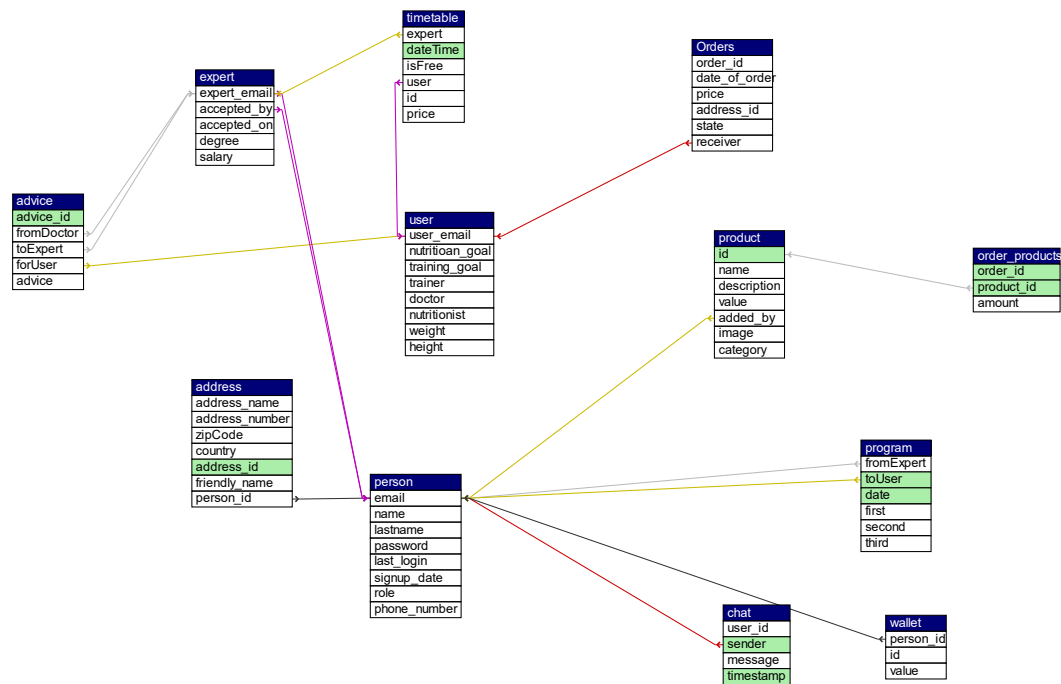 timetable
expert
dateTime
isFree
user
id
price
Orders
order_id
date_of_order
price
address_id
state
receiver
expert
expert_email
accepted_by
accepted_on
degree
salary
advice
advice_id
fromDoctor
toExpert
forUser
advice
user
user_email
nutritioan_goal
training_goal
trainer
doctor
nutritionist
weight
height
product
id
name
description
value
added_by
image
category
order_products
order_id
product_id
amount
address
address_name
address_number
zipCode
country
address_id
friendly_name
person_id
person
email
name
lastname
password
last_login
signup_date
role
phone_number
program
fromExpert
toUser
date
first
second
third
chat
user_id
sender
message
timestamp
wallet
person_id
id
value